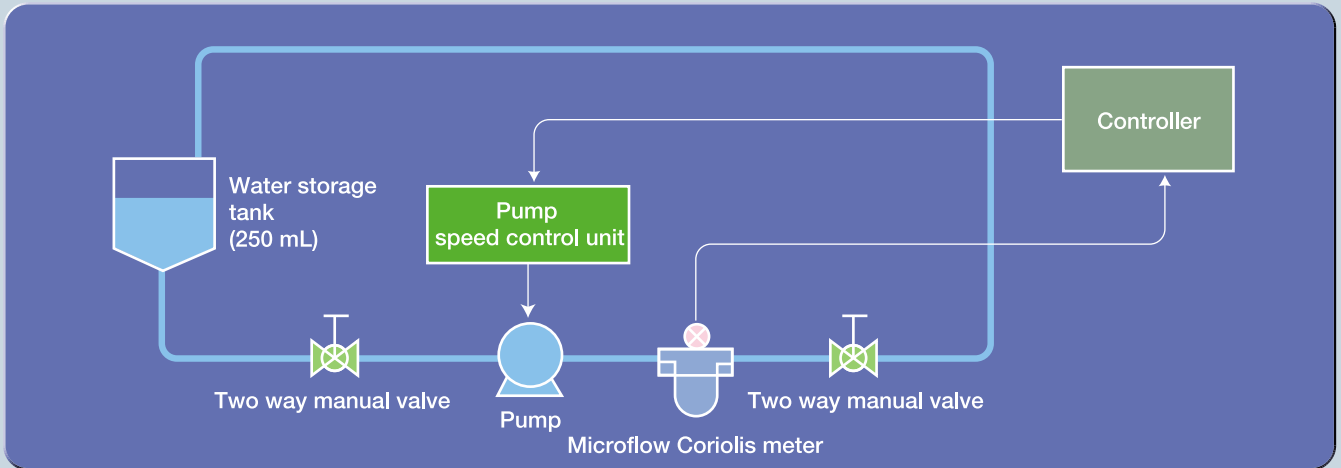 Controller
Water storage
tank
(250 mL)
Pump
speed control unit
Two way manual valve
Pump
Two way manual valve
Microflow Coriolis meter